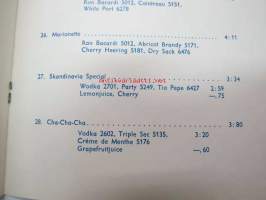 Ron Bacardi 5012, Cointreau 5151,
White Port 6278
26. Marionette 4:11
Ron Bacardi 5012, Abricot Brandy 5171,
Cherry Heering 5181, Dry Sack 6476
27. Skandinavia Special 3:34
Wodka 2701, Party 5249, Tio Pepe 6427 2:59
Lemonjuice, Cherry —.75
28. Cha-Cha-Cha 3:80
Vodka 2602, Triple Sec 5135, 3:20
Créme de Menthe 5176
Grapefruitjuice —.60